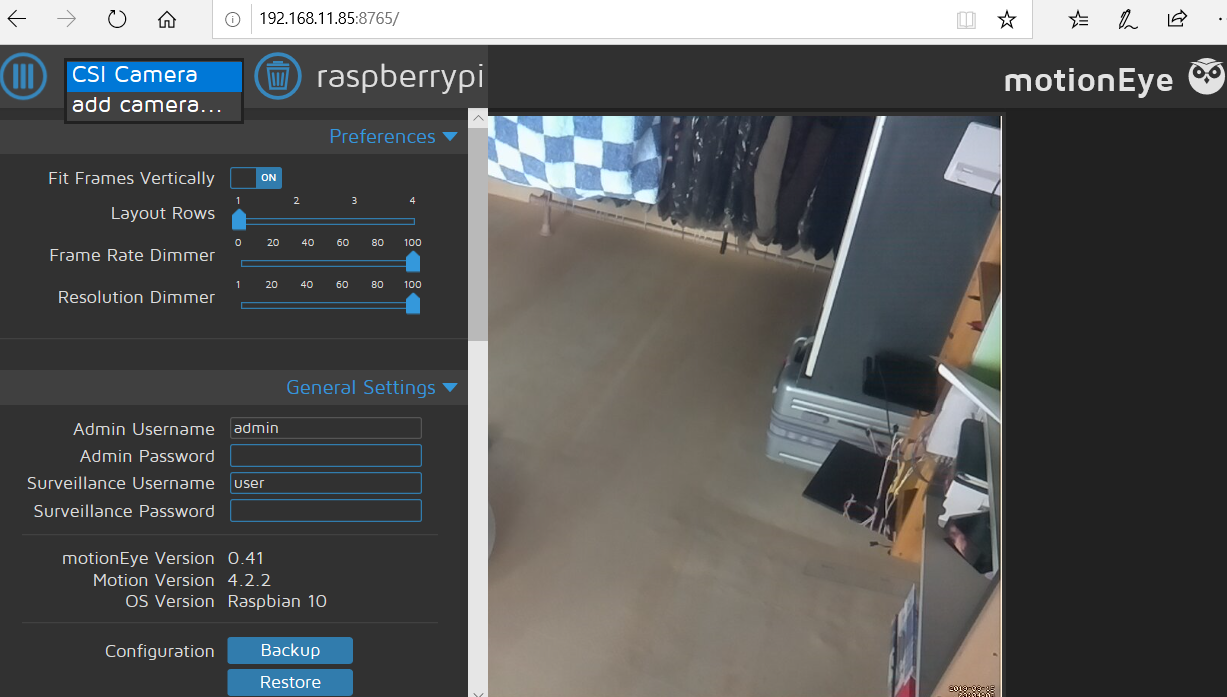 192.168.11.85:8765/
CSI Camera
add camera...
raspberrypi
motionEye
Preferences
Fit Frames Vertically ON
1 2 3 4
Layout Rows
0 20 40 60 80 100
Frame Rate Dimmer
1 20 40 60 80 100
Resolution Dimmer
General Settings
Admin Username admin
Admin Password
Surveillance Username user
Surveillance Password
motionEye Version 0.41
Motion Version 4.2.2
OS Version Raspbian 10
Configuration Backup
Restore